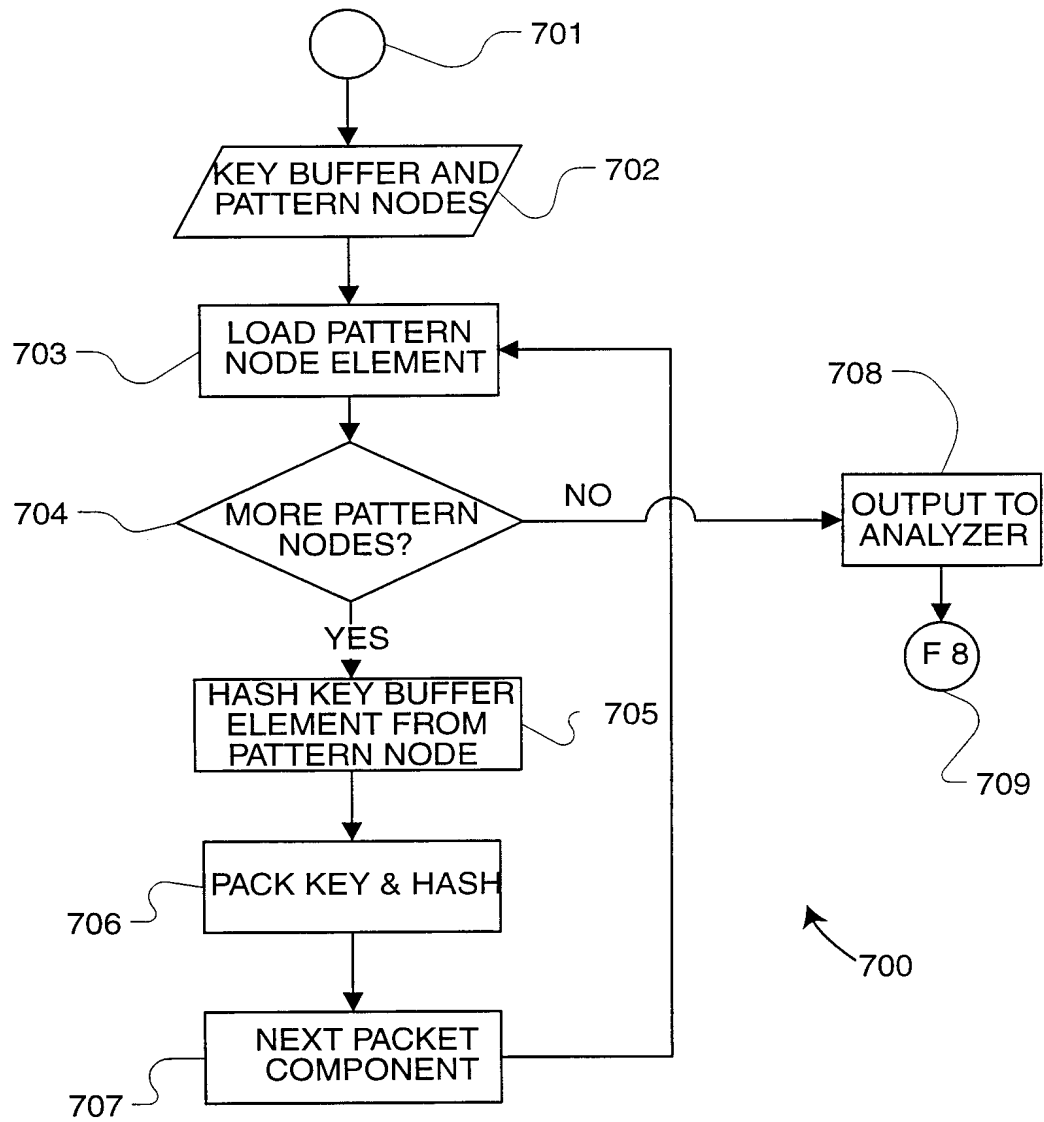 701
KEY BUFFER AND
PATTERN NODES
702
LOAD PATTERN
NODE ELEMENT
703
708
704
MORE PATTERN
NODES?
NO
OUTPUT TO
ANALYZER
YES
F 8
HASH KEY BUFFER
ELEMENT FROM
PATTERN NODE
705
709
PACK KEY & HASH
706
700
NEXT PACKET
COMPONENT
707